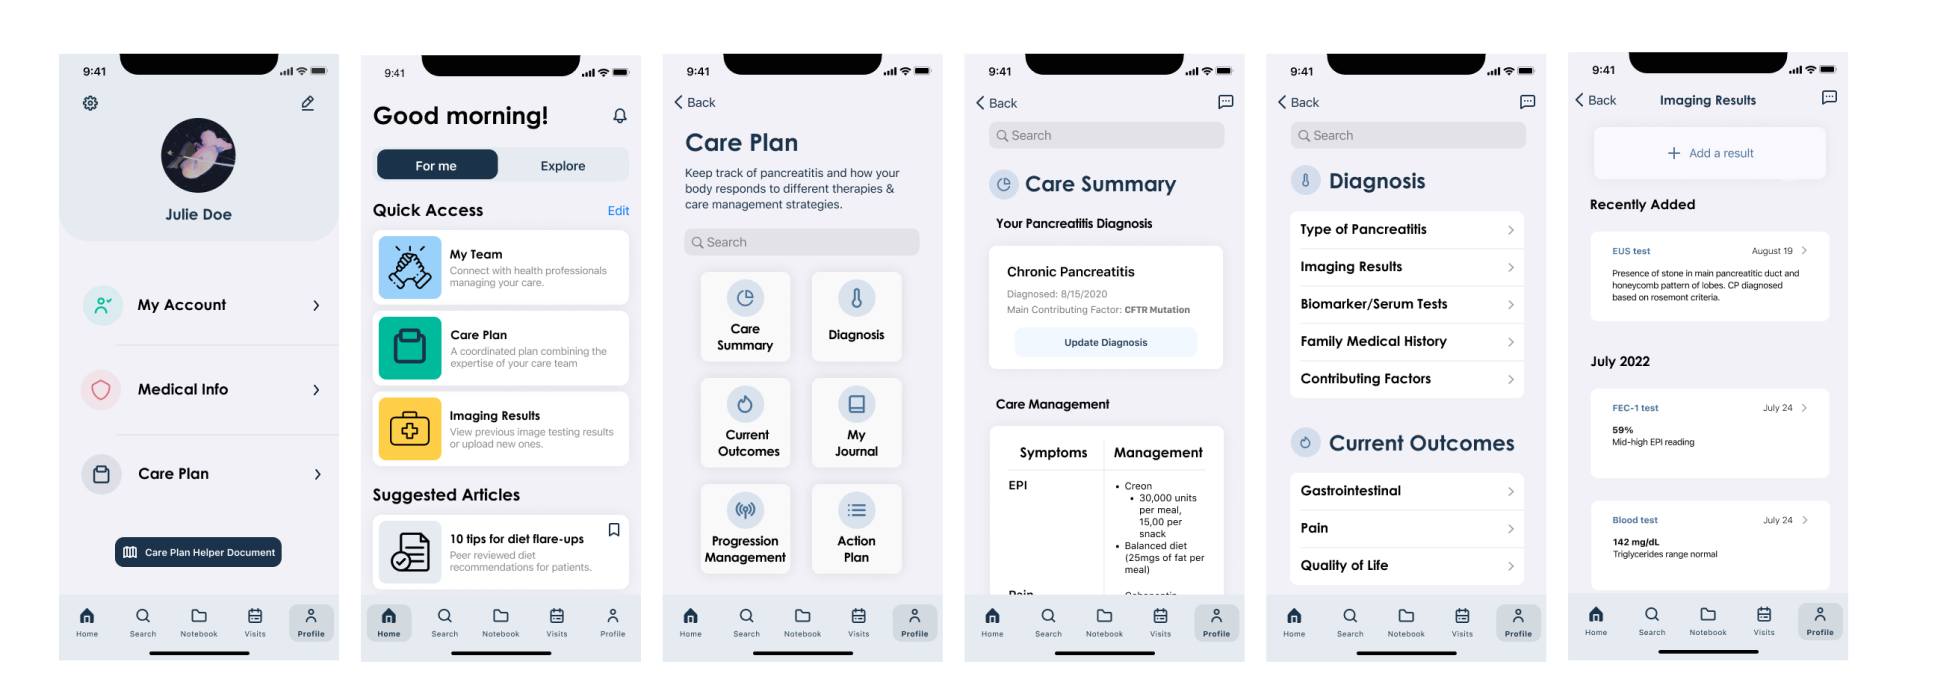 9:41
Julie Doe
My Account
Medical Info
Care Plan
Care Plan Helper Document
Home
Search
Notebook
Visits
Profile
9:41
Good morning!
For me
Explore
Quick Access
Edit
My Team
Connect with health professionals
managing your care.
Care Plan
A coordinated plan combining the
expertise of your care team
Imaging Results
View previous image testing results
or upload new ones.
Suggested Articles
10 tips for diet flare-ups
Peer reviewed diet
recommendations for patients.
Home
Search
Notebook
Visits
Profile
9:41
Back
Care Plan
Keep track of pancreatitis and how your
body responds to different therapies &
care management strategies.
Search
Care
Summary
Diagnosis
Current
Outcomes
My
Journal
Progression
Management
Action
Plan
Home
Search
Notebook
Visits
Profile
9:41
Back
Search
Care Summary
Your Pancreatitis Diagnosis
Chronic Pancreatitis
Diagnosed: 8/15/2020
Main Contributing Factor: CFTR Mutation
Update Diagnosis
Care Management
Symptoms
Management
EPI
• Creon
• 30,000 units
per meal,
15,00 per
snack
• Balanced diet
(25mgs of fat per
meal)
Pain
Home
Search
Notebook
Visits
Profile
9:41
Back
Search
Diagnosis
Type of Pancreatitis
Imaging Results
Biomarker/Serum Tests
Family Medical History
Contributing Factors
Current Outcomes
Gastrointestinal
Pain
Quality of Life
Home
Search
Notebook
Visits
Profile
9:41
Back
Imaging Results
+ Add a result
Recently Added
EUS test
August 19
Presence of stone in main pancreatitic duct and
honeycomb pattern of lobes. CP diagnosed
based on rosemont criteria.
July 2022
FEC-1 test
July 24
59%
Mid-high EPI reading
Blood test
July 24
142 mg/dL
Triglycerides range normal
Home
Search
Notebook
Visits
Profile